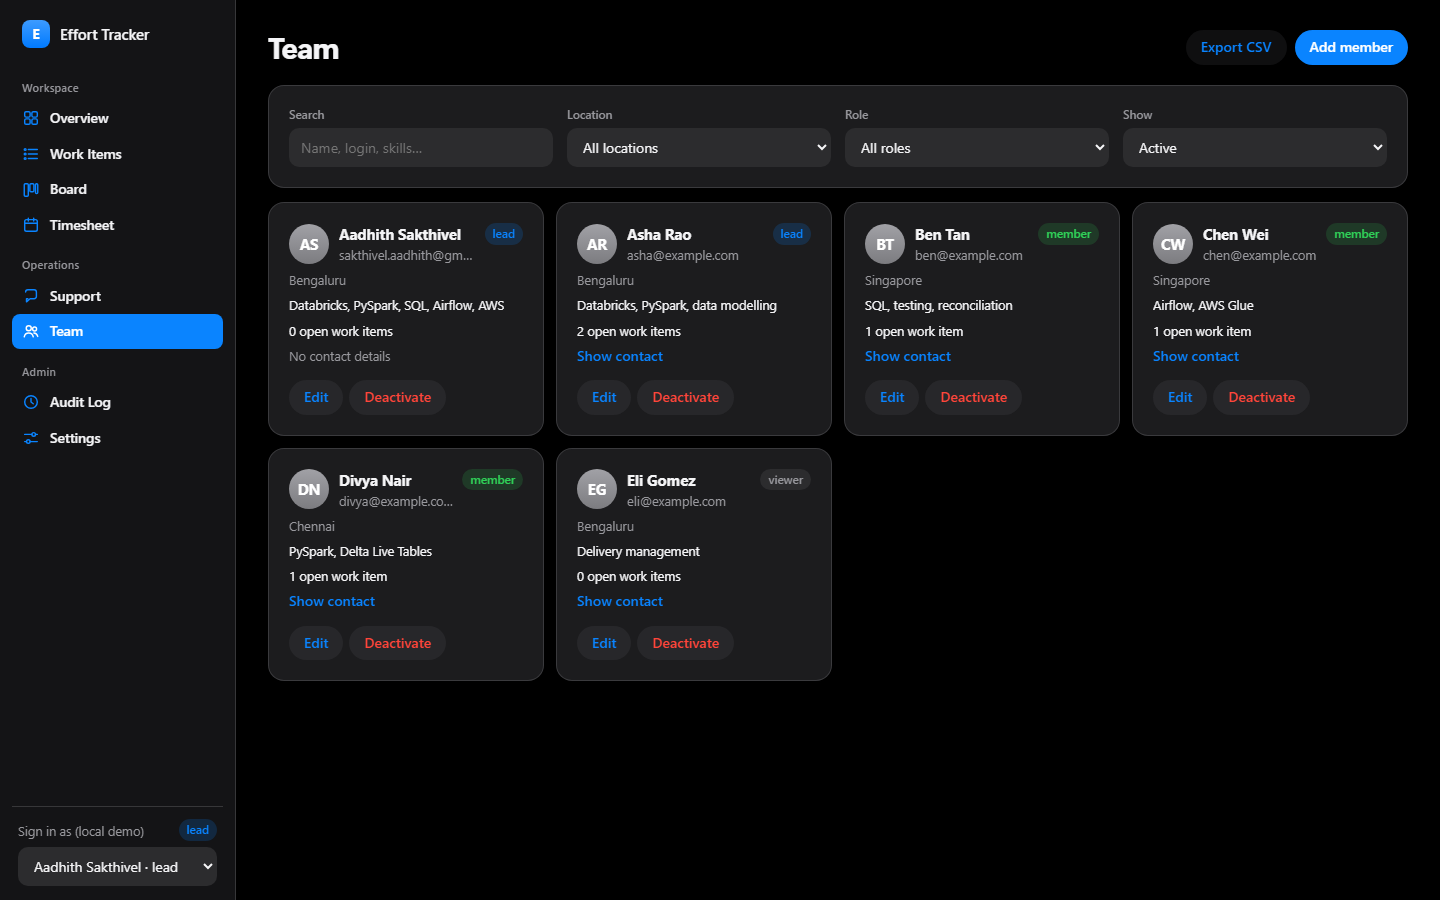 E Effort Tracker
Workspace
Overview
Work Items
Board
Timesheet
Operations
Support
Team
Admin
Audit Log
Settings
Sign in as (local demo) lead
Aadhith Sakthivel · lead
Team
Export CSV Add member
Search Location Role Show
Name, login, skills... All locations All roles Active
AS Aadhith Sakthivel lead
sakthivel.aadhith@gm...
Bengaluru
Databricks, PySpark, SQL, Airflow, AWS
0 open work items
No contact details
Edit Deactivate
AR Asha Rao lead
asha@example.com
Bengaluru
Databricks, PySpark, data modelling
2 open work items
Show contact
Edit Deactivate
BT Ben Tan member
ben@example.com
Singapore
SQL, testing, reconciliation
1 open work item
Show contact
Edit Deactivate
CW Chen Wei member
chen@example.com
Singapore
Airflow, AWS Glue
1 open work item
Show contact
Edit Deactivate
DN Divya Nair member
divya@example.co...
Chennai
PySpark, Delta Live Tables
1 open work item
Show contact
Edit Deactivate
EG Eli Gomez viewer
eli@example.com
Bengaluru
Delivery management
0 open work items
Show contact
Edit Deactivate